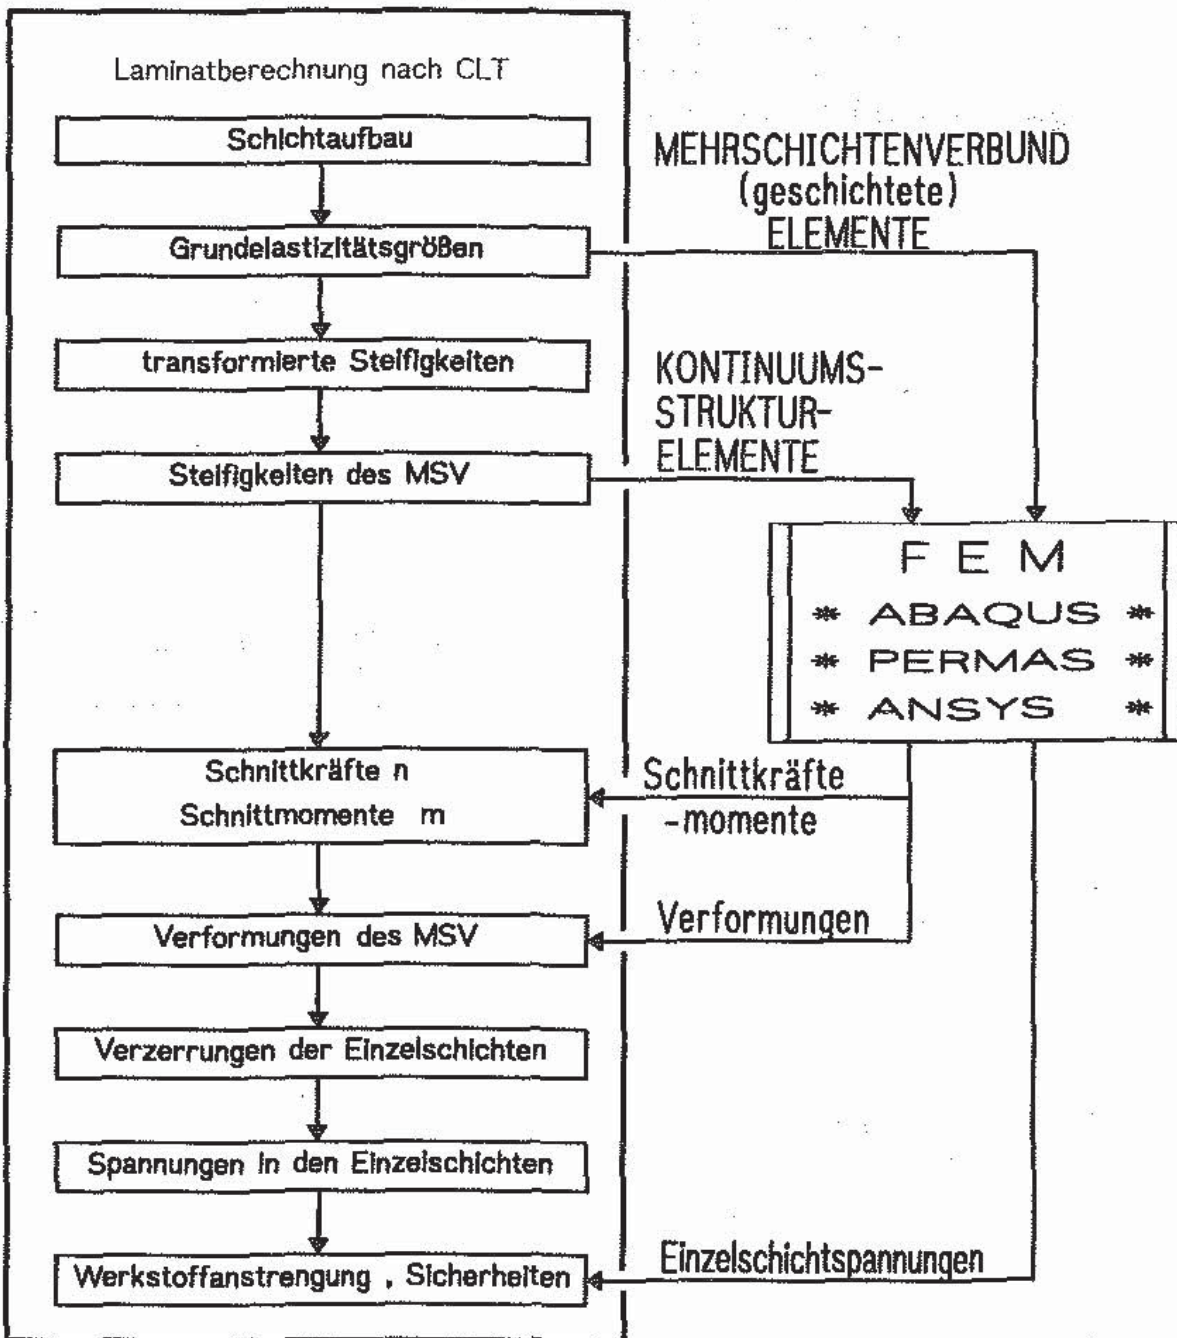 Laminatberechnung nach CLT
Schichtaufbau
Grundelastizitätsgrößen
transformierte Steifigkeiten
Steifigkeiten des MSV
Schnittkräfte n
Schnittmomente m
Verformungen des MSV
Verzerrungen der Einzelschichten
Spannungen in den Einzelschichten
Werkstoffanstrengung , Sicherheiten
MEHRSCHICHTENVERBUND
(geschichtete)
ELEMENTE
KONTINUUMS-
STRUKTUR-
ELEMENTE
F E M
* ABAQUS *
* PERMAS *
* ANSYS *
Schnittkräfte
-momente
Verformungen
Einzelschichtspannungen